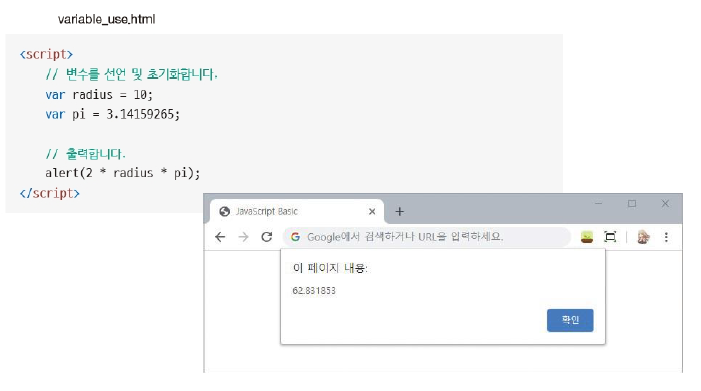 variable_use.html
<script>
// 변수를 선언 및 초기화합니다.
var radius = 10;
var pi = 3.14159265;
// 출력합니다.
alert(2 * radius * pi);
</script>
JavaScript Basic
Google에서 검색하거나 URL을 입력하세요.
이 페이지 내용:
62.831853
확인